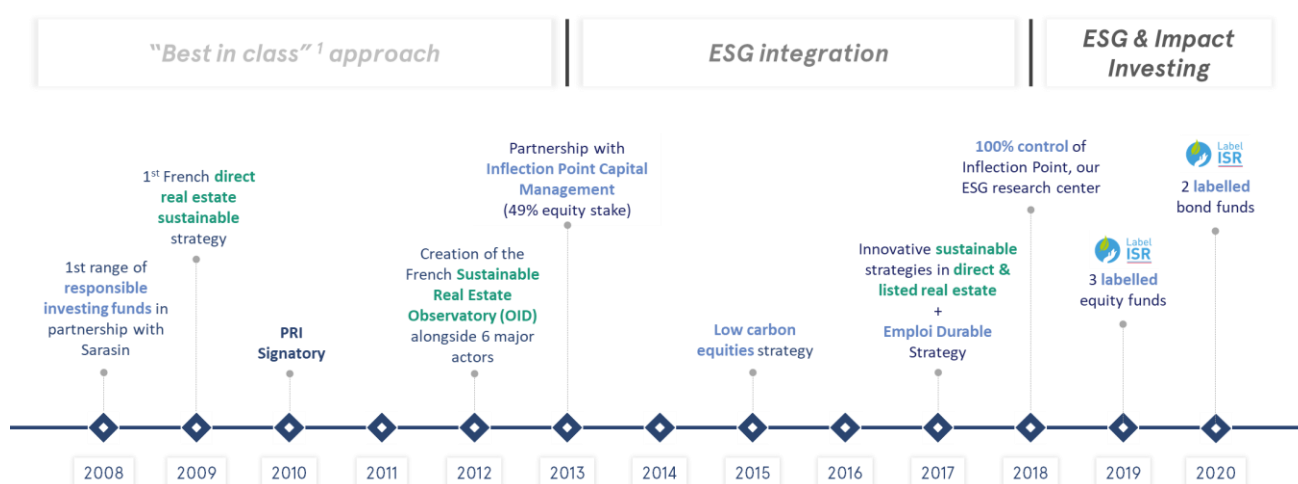 "Best in class" 1 approach
ESG integration
ESG & Impact
Investing
1st range of
responsible
investing funds in
partnership with
Sarasin
1st French direct
real estate
sustainable
strategy
PRI
Signatory
Creation of the
French Sustainable
Real Estate
Observatory (OID)
alongside 6 major
actors
Partnership with
Inflection Point Capital
Management
(49% equity stake)
Low carbon
equities strategy
Innovative sustainable
strategies in direct &
listed real estate
+
Emploi Durable
Strategy
100% control of
Inflection Point, our
ESG research center
Label
ISR
3 labelled
equity funds
Label
ISR
2 labelled
bond funds
2008
2009
2010
2011
2012
2013
2014
2015
2016
2017
2018
2019
2020